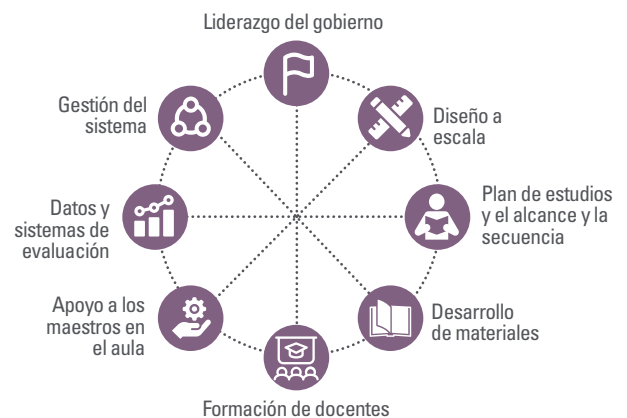 Liderazgo del gobierno
Diseño a
escala
Plan de estudios
y el alcance y la
secuencia
Desarrollo
de materiales
Formación de docentes
Apoyo a los
maestros en
el aula
Datos y
sistemas de
evaluación
Gestión del
sistema